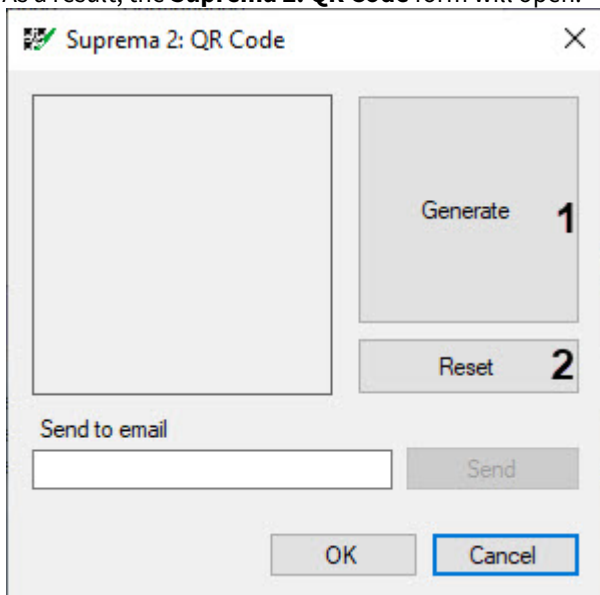 As a result, the Suprema 2: QR Code form will open.
Suprema 2: QR Code
Generate 1
Reset 2
Send to email
Send
OK Cancel